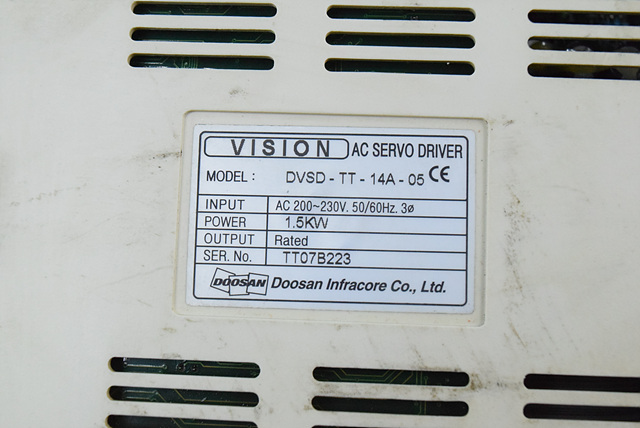 VISION AC SERVO DRIVER
MODEL : DVSD - TT - 14A - 05 CE
INPUT AC 200~230V. 50/60Hz. 3ø
POWER 1.5KW
OUTPUT Rated
SER. No. TT07B223
DOOSAN Doosan Infracore Co., Ltd.